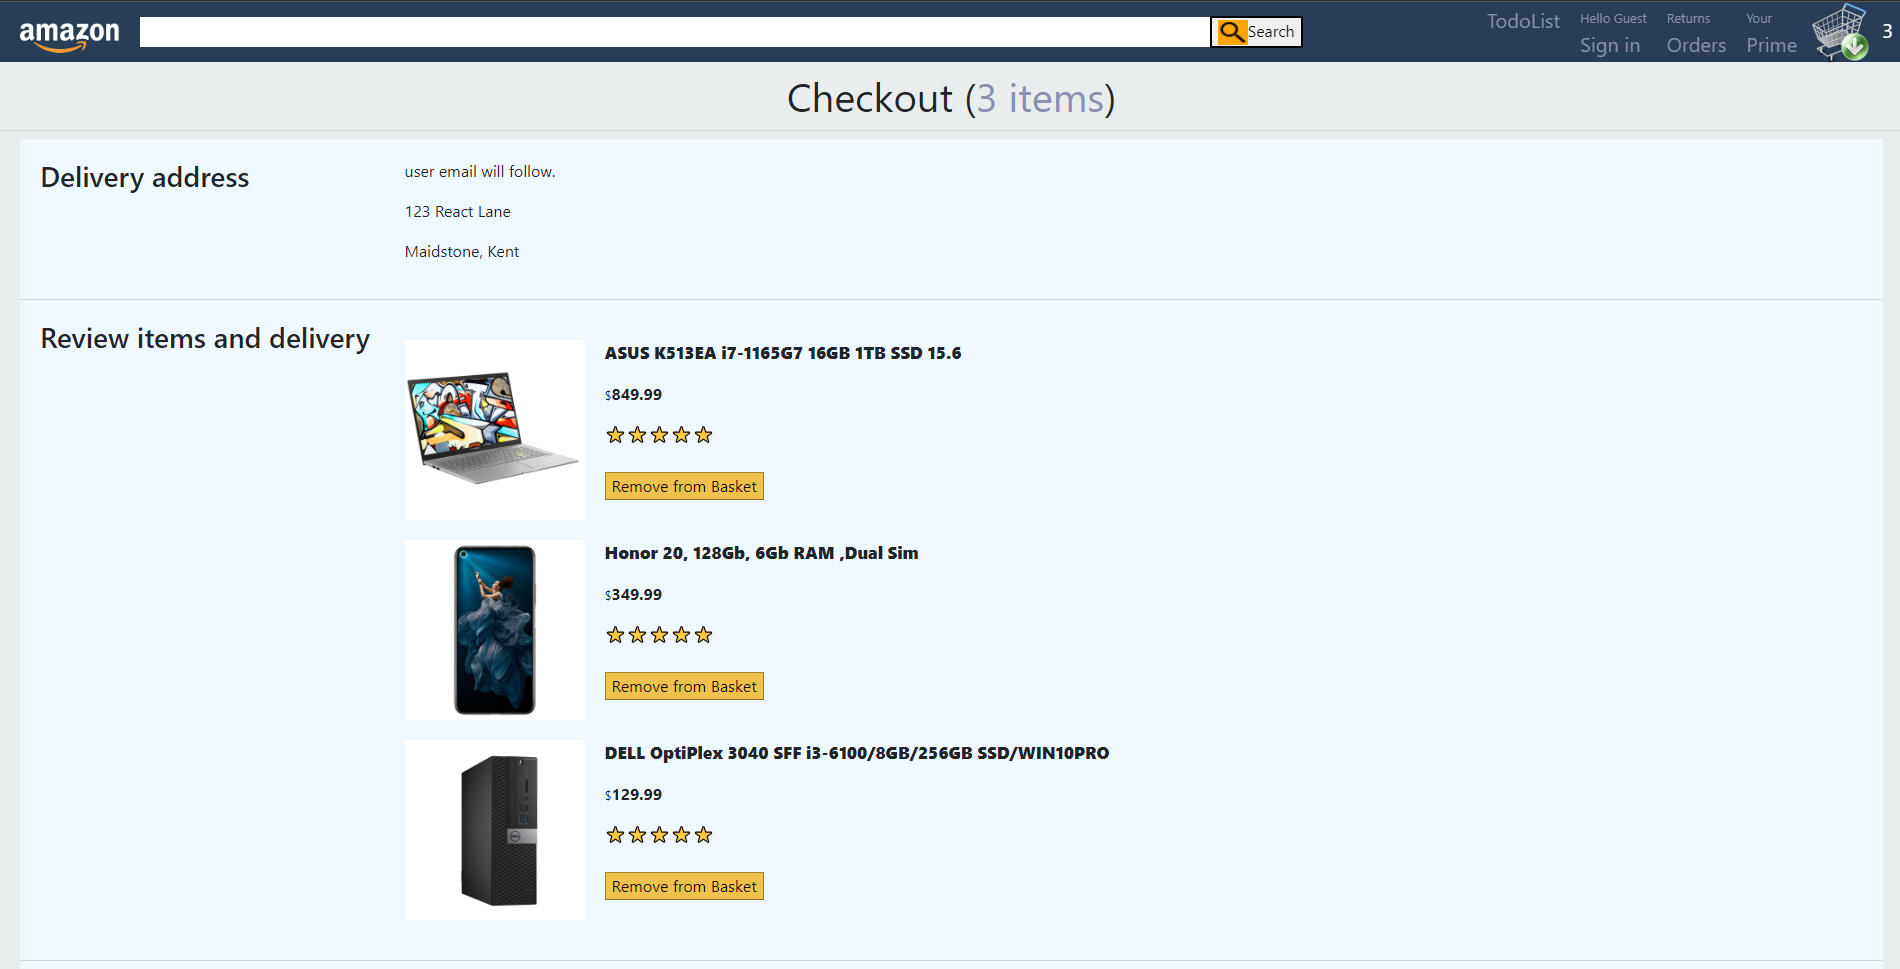 amazon
Search
TodoList
Hello Guest
Sign in
Returns
Orders
Your
Prime
3
Checkout (3 items)
Delivery address
user email will follow.
123 React Lane
Maidstone, Kent
Review items and delivery
ASUS K513EA i7-1165G7 16GB 1TB SSD 15.6
$849.99
Remove from Basket
Honor 20, 128Gb, 6Gb RAM ,Dual Sim
$349.99
Remove from Basket
DELL OptiPlex 3040 SFF i3-6100/8GB/256GB SSD/WIN10PRO
$129.99
Remove from Basket